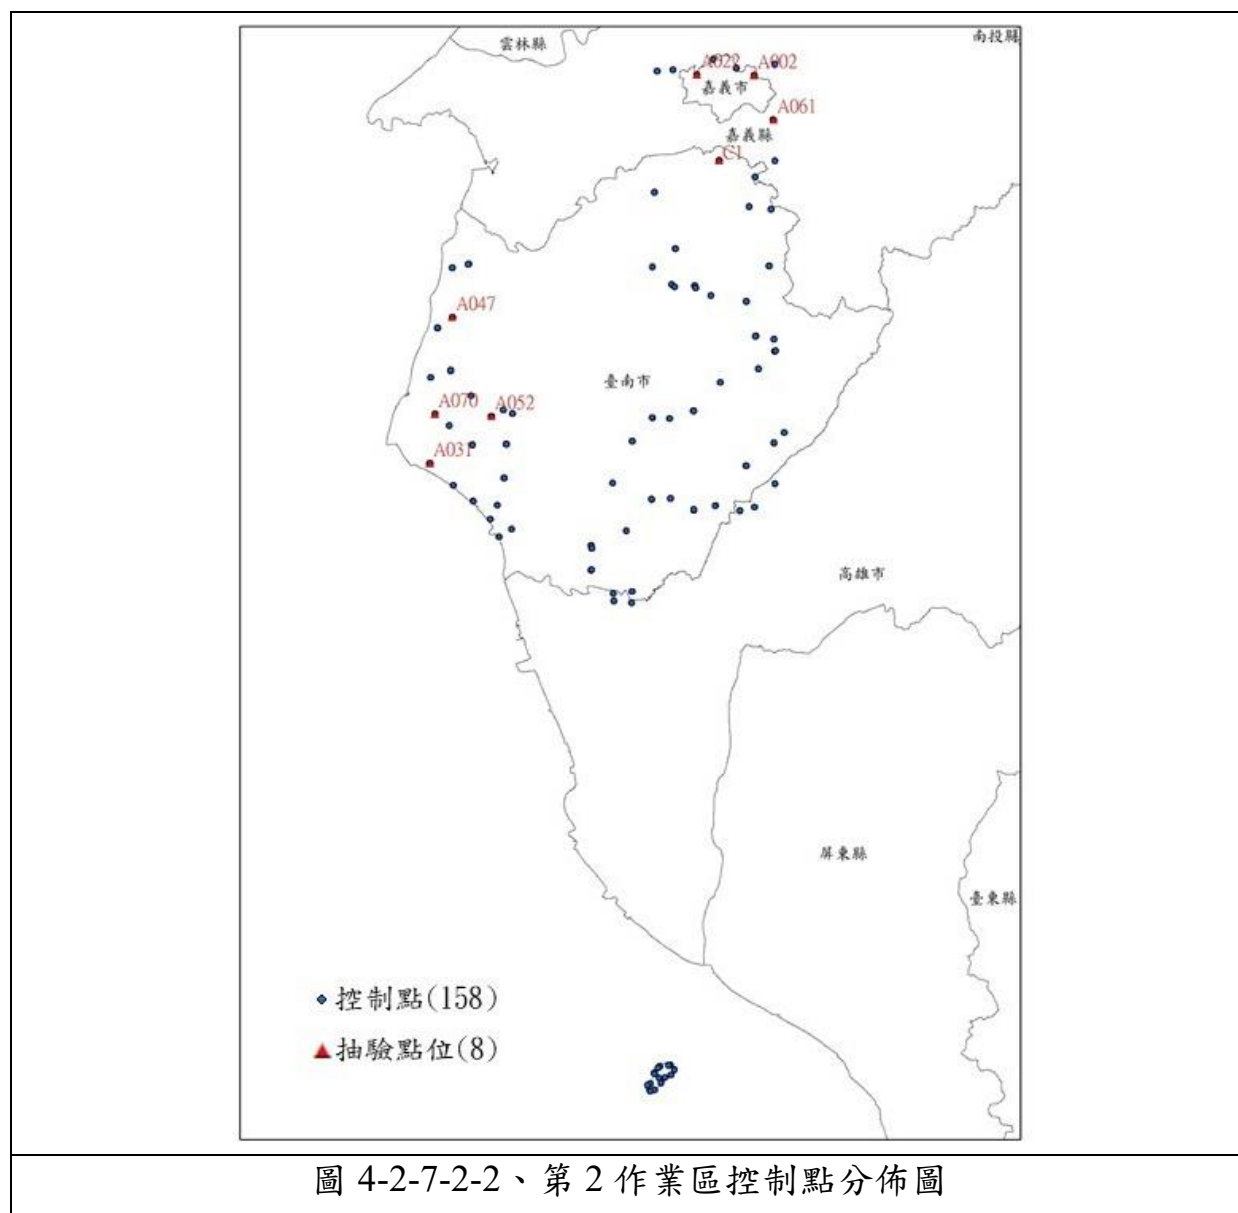 雲林縣
南投縣
A022
A002
嘉義市
A061
嘉義縣
C1
A047
臺南市
A070
A052
A031
高雄市
屏東縣
臺東縣
控制點(158)
抽驗點位(8)
圖 4-2-7-2-2、第 2 作業區控制點分佈圖